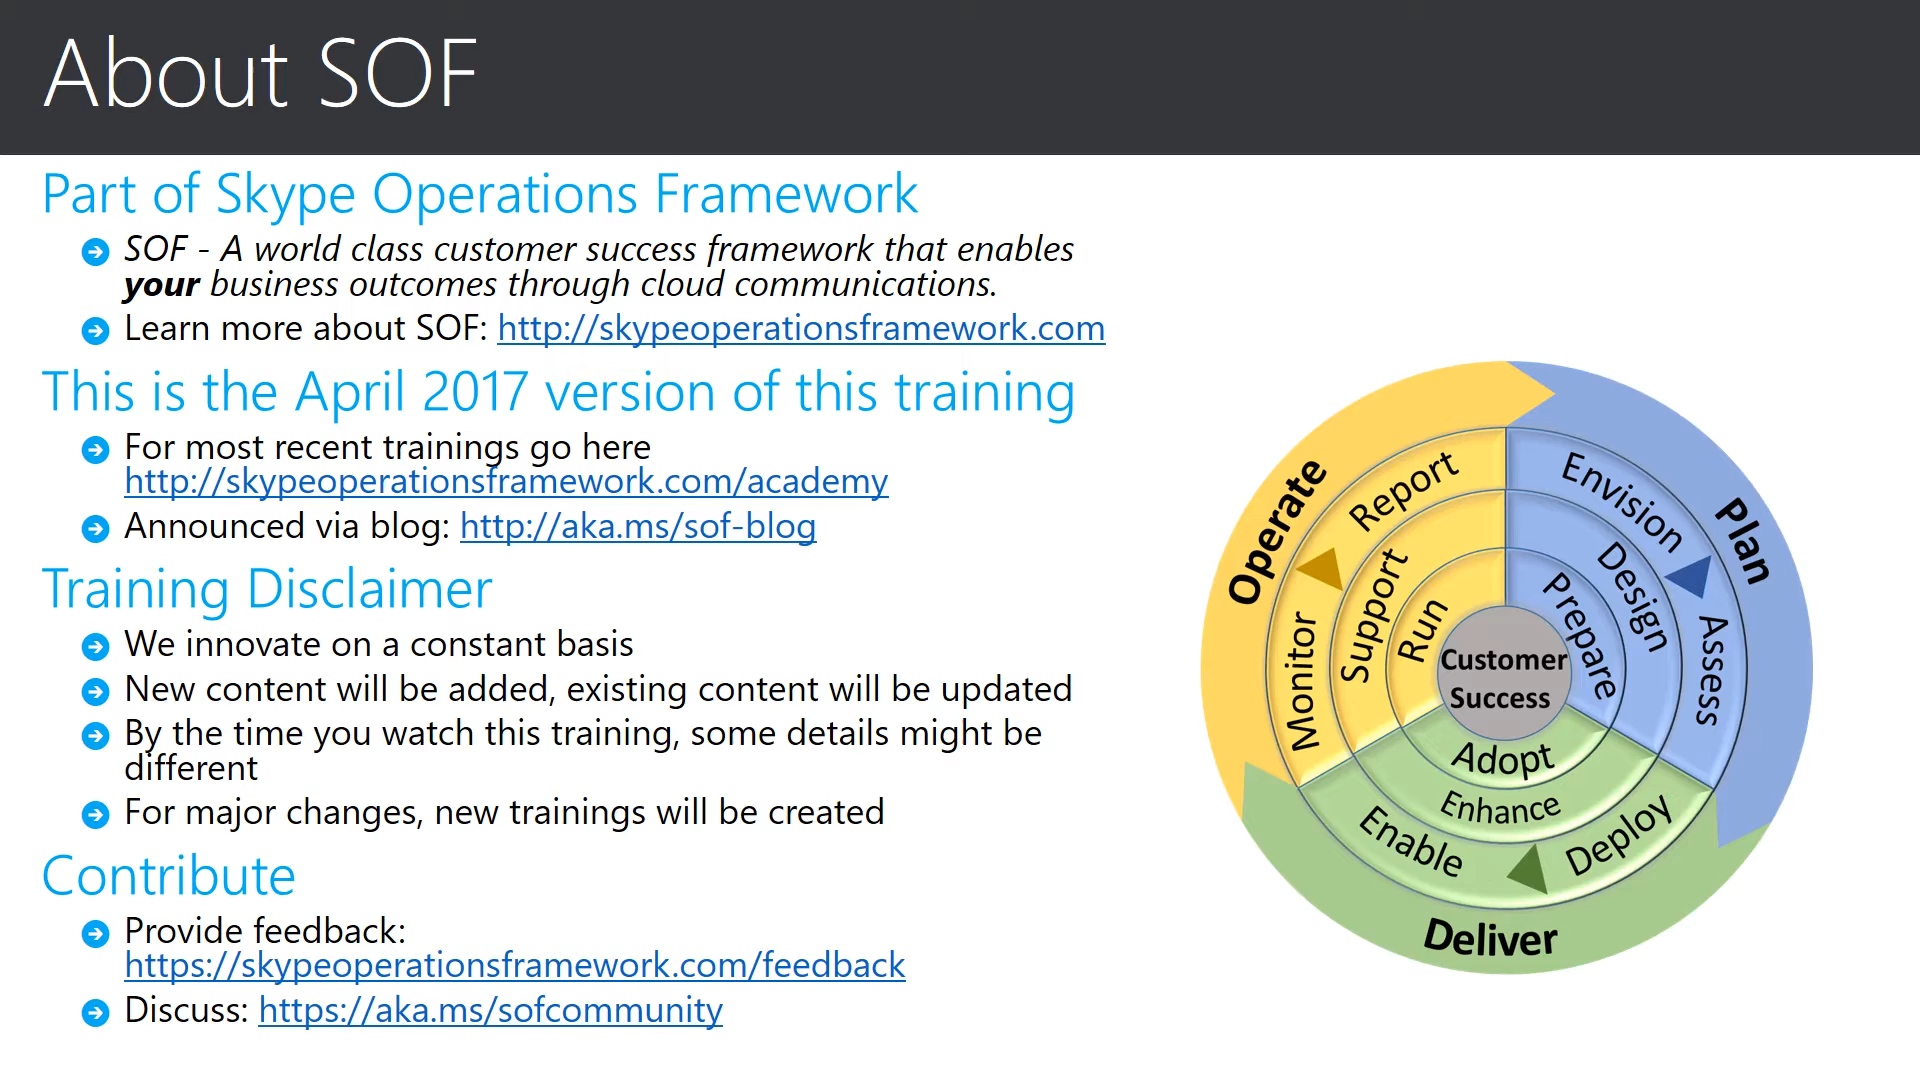 About SOF
Part of Skype Operations Framework
SOF - A world class customer success framework that enables
your business outcomes through cloud communications.
Learn more about SOF: http://skypeoperationsframework.com
This is the April 2017 version of this training
For most recent trainings go here
http://skypeoperationsframework.com/academy
Announced via blog: http://aka.ms/sof-blog
Training Disclaimer
We innovate on a constant basis
New content will be added, existing content will be updated
By the time you watch this training, some details might be
different
For major changes, new trainings will be created
Contribute
Provide feedback:
https://skypeoperationsframework.com/feedback
Discuss: https://aka.ms/sofcommunity
Plan
Envision
Assess
Design
Prepare
Deliver
Deploy
Enable
Enhance
Adopt
Operate
Monitor
Report
Support
Run
Customer
Success